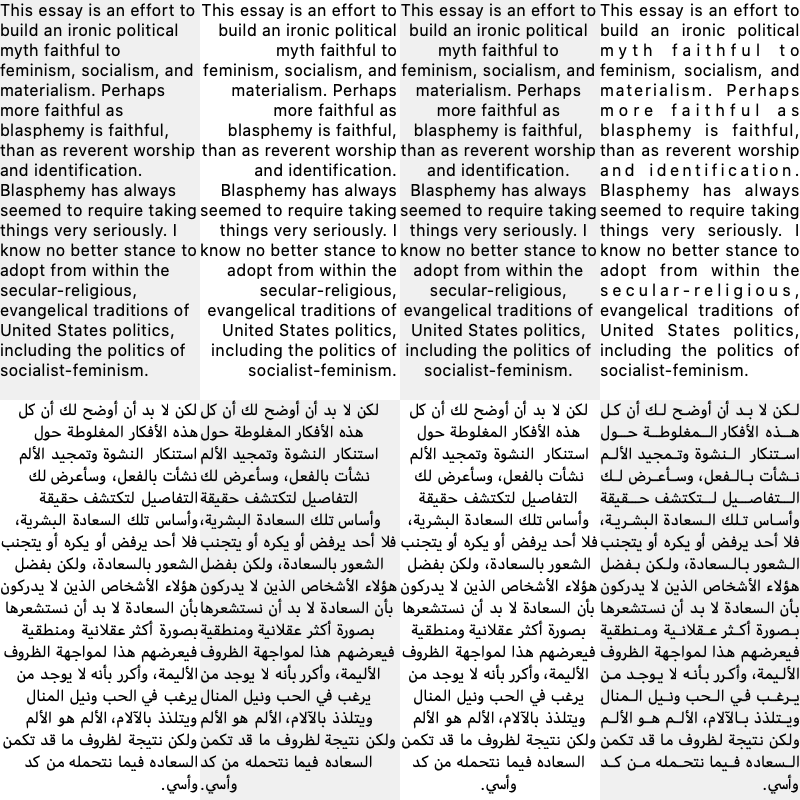 This essay is an effort to
build an ironic political
myth faithful to
feminism, socialism, and
materialism. Perhaps
more faithful as
blasphemy is faithful,
than as reverent worship
and identification.
Blasphemy has always
seemed to require taking
things very seriously. I
know no better stance to
adopt from within the
secular-religious,
evangelical traditions of
United States politics,
including the politics of
socialist-feminism.
This essay is an effort to
build an ironic political
myth faithful to
feminism, socialism, and
materialism. Perhaps
more faithful as
blasphemy is faithful,
than as reverent worship
and identification.
Blasphemy has always
seemed to require taking
things very seriously. I
know no better stance to
adopt from within the
secular-religious,
evangelical traditions of
United States politics,
including the politics of
socialist-feminism.
This essay is an effort to
build an ironic political
myth faithful to
feminism, socialism, and
materialism. Perhaps
more faithful as
blasphemy is faithful,
than as reverent worship
and identification.
Blasphemy has always
seemed to require taking
things very seriously. I
know no better stance to
adopt from within the
secular-religious,
evangelical traditions of
United States politics,
including the politics of
socialist-feminism.
This essay is an effort to
build an ironic political
myth faithful to
feminism, socialism, and
materialism. Perhaps
more faithful as
blasphemy is faithful,
than as reverent worship
and identification.
Blasphemy has always
seemed to require taking
things very seriously. I
know no better stance to
adopt from within the
secular-religious,
evangelical traditions of
United States politics,
including the politics of
socialist-feminism.
لكن لا بد أن أوضح لك أن كل
هذه الأفكار المغلوطة حول
استنكار النشوة وتمجيد الألم
نشأت بالفعل، وسأعرض لك
التفاصيل لتكتشف حقيقة
وأساس تلك السعادة البشرية،
فلا أحد يرفض أو يكره أو يتجنب
الشعور بالسعادة، ولكن بفضل
هؤلاء الأشخاص الذين لا يدركون
بأن السعادة لا بد أن نستشعرها
بصورة أكثر عقلانية ومنطقية
فيعرضهم هذا لمواجهة الظروف
الأليمة، وأكرر بأنه لا يوجد من
يرغب في الحب ونيل المنال
ويتلذذ بالآلام، الألم هو الألم
ولكن نتيجة لظروف ما قد تكمن
السعاده فيما نتحمله من كد
وأسي.
لكن لا بد أن أوضح لك أن كل
هذه الأفكار المغلوطة حول
استنكار النشوة وتمجيد الألم
نشأت بالفعل، وسأعرض لك
التفاصيل لتكتشف حقيقة
وأساس تلك السعادة البشرية،
فلا أحد يرفض أو يكره أو يتجنب
الشعور بالسعادة، ولكن بفضل
هؤلاء الأشخاص الذين لا يدركون
بأن السعادة لا بد أن نستشعرها
بصورة أكثر عقلانية ومنطقية
فيعرضهم هذا لمواجهة الظروف
الأليمة، وأكرر بأنه لا يوجد من
يرغب في الحب ونيل المنال
ويتلذذ بالآلام، الألم هو الألم
ولكن نتيجة لظروف ما قد تكمن
السعاده فيما نتحمله من كد
وأسي.
لكن لا بد أن أوضح لك أن كل
هذه الأفكار المغلوطة حول
استنكار النشوة وتمجيد الألم
نشأت بالفعل، وسأعرض لك
التفاصيل لتكتشف حقيقة
وأساس تلك السعادة البشرية،
فلا أحد يرفض أو يكره أو يتجنب
الشعور بالسعادة، ولكن بفضل
هؤلاء الأشخاص الذين لا يدركون
بأن السعادة لا بد أن نستشعرها
بصورة أكثر عقلانية ومنطقية
فيعرضهم هذا لمواجهة الظروف
الأليمة، وأكرر بأنه لا يوجد من
يرغب في الحب ونيل المنال
ويتلذذ بالآلام، الألم هو الألم
ولكن نتيجة لظروف ما قد تكمن
السعاده فيما نتحمله من كد
وأسي.
لكن لا بد أن أوضح لك أن كل
هذه الأفكار المغلوطة حول
استنكار النشوة وتمجيد الألم
نشأت بالفعل، وسأعرض لك
التفاصيل لتكتشف حقيقة
وأساس تلك السعادة البشرية،
فلا أحد يرفض أو يكره أو يتجنب
الشعور بالسعادة، ولكن بفضل
هؤلاء الأشخاص الذين لا يدركون
بأن السعادة لا بد أن نستشعرها
بصورة أكثر عقلانية ومنطقية
فيعرضهم هذا لمواجهة الظروف
الأليمة، وأكرر بأنه لا يوجد من
يرغب في الحب ونيل المنال
ويتلذذ بالآلام، الألم هو الألم
ولكن نتيجة لظروف ما قد تكمن
السعاده فيما نتحمله من كد
وأسي.